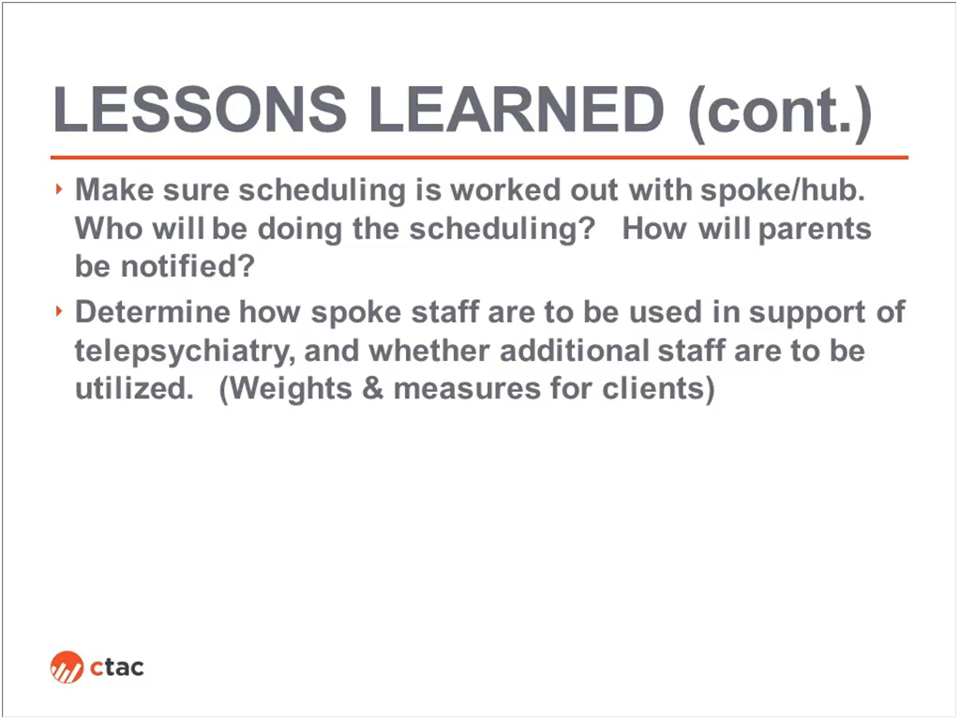 LESSONS LEARNED (cont.)
Make sure scheduling is worked out with spoke/hub.
Who will be doing the scheduling? How will parents
be notified?
Determine how spoke staff are to be used in support of
telepsychiatry, and whether additional staff are to be
utilized. (Weights & measures for clients)
ctac